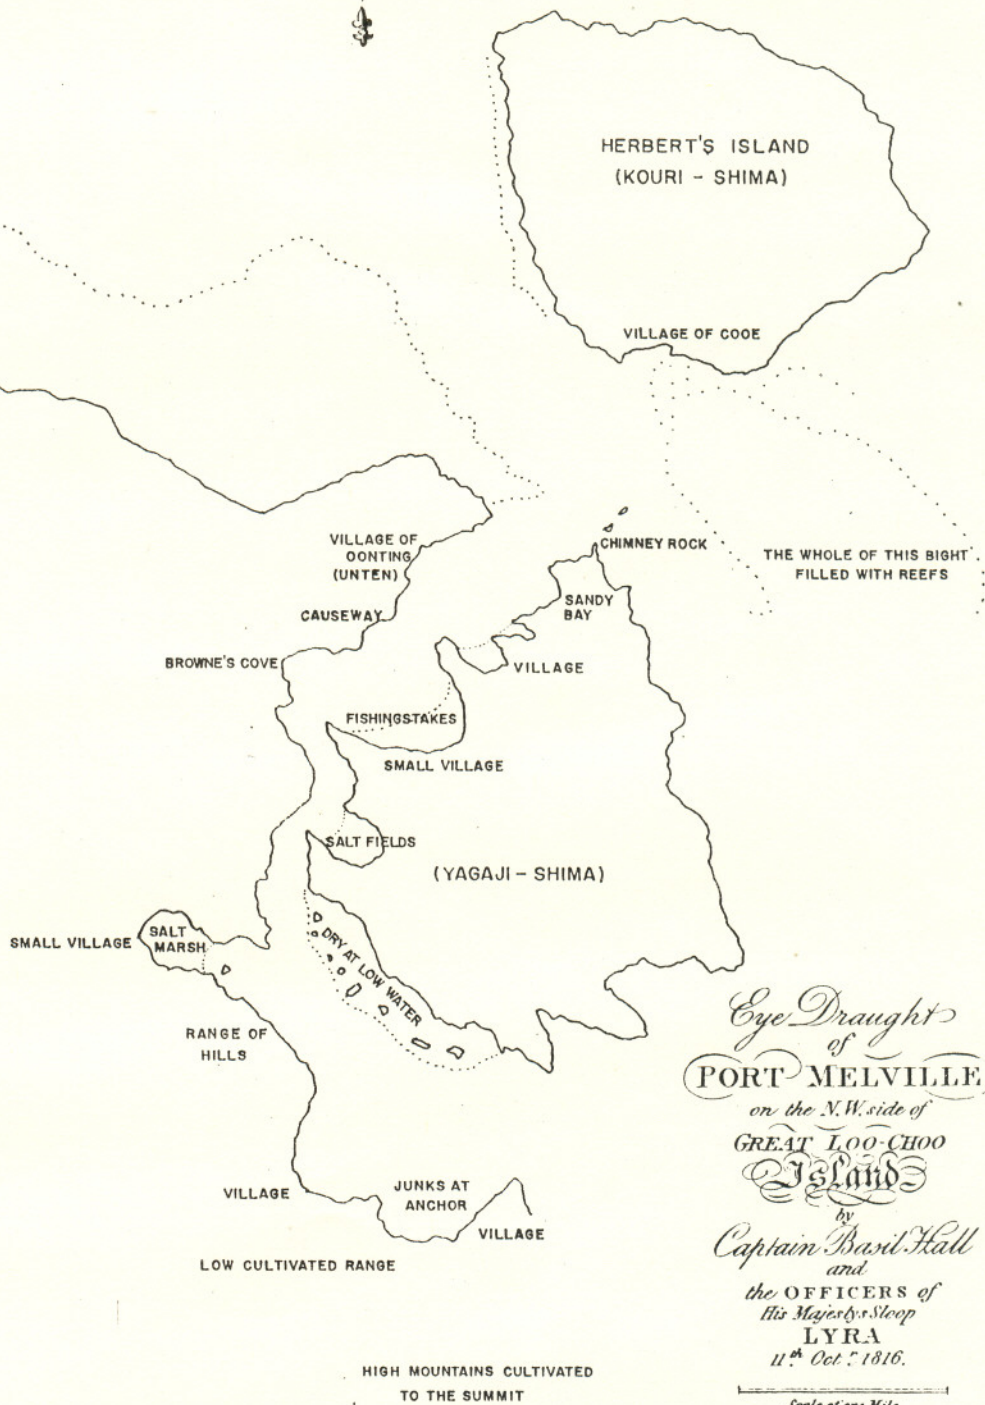 HERBERT'S ISLAND
(KOURI - SHIMA)
VILLAGE OF COOE
VILLAGE OF
OONTING
(UNTEN)
CHIMNEY ROCK
THE WHOLE OF THIS BIGHT
FILLED WITH REEFS
SANDY
BAY
CAUSEWAY
BROWNE'S COVE
VILLAGE
FISHINGSTAKES
SMALL VILLAGE
SALT FIELDS
(YAGAJI - SHIMA)
SMALL VILLAGE
SALT
MARSH
DRY AT LOW WATER
RANGE OF
HILLS
VILLAGE
JUNKS AT
ANCHOR
VILLAGE
LOW CULTIVATED RANGE
HIGH MOUNTAINS CULTIVATED
TO THE SUMMIT
Eye Draught
of
PORT MELVILLE
on the N.W. side of
GREAT LOO-CHOO
Island
by
Captain Basil Hall
and
the OFFICERS of
His Majestys Sloop
LYRA
11th Octr 1816.
Scale of one Mile